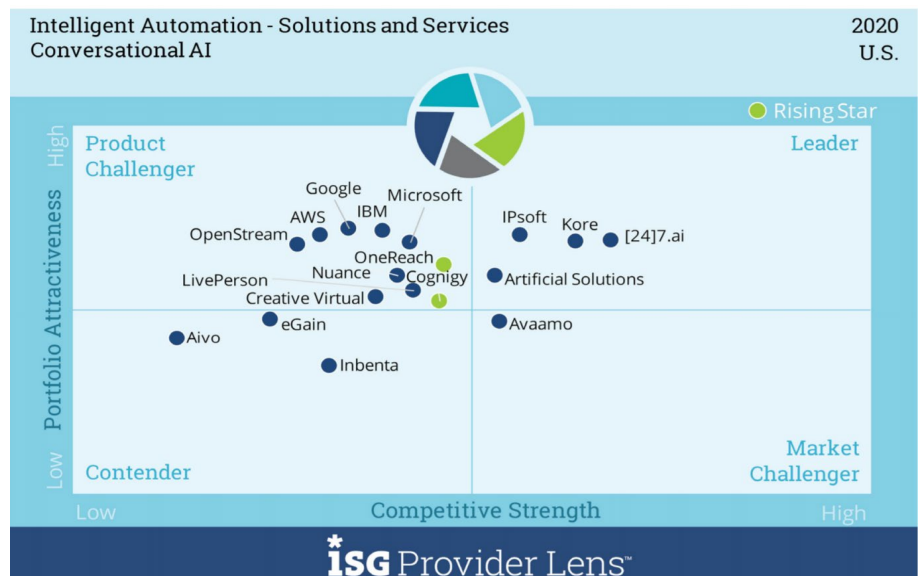 Intelligent Automation - Solutions and Services
Conversational AI
2020
U.S.
Rising Star
High
Product
Challenger
Leader
Google
Microsoft
AWS
IBM
IPsoft
Kore
OpenStream
[24]7.ai
OneReach
Nuance
Cognigy
LivePerson
Artificial Solutions
Creative Virtual
eGain
Avaamo
Aivo
Inbenta
Portfolio Attractiveness
Low
Contender
Market
Challenger
Low
Competitive Strength
High
*ISG Provider Lens™